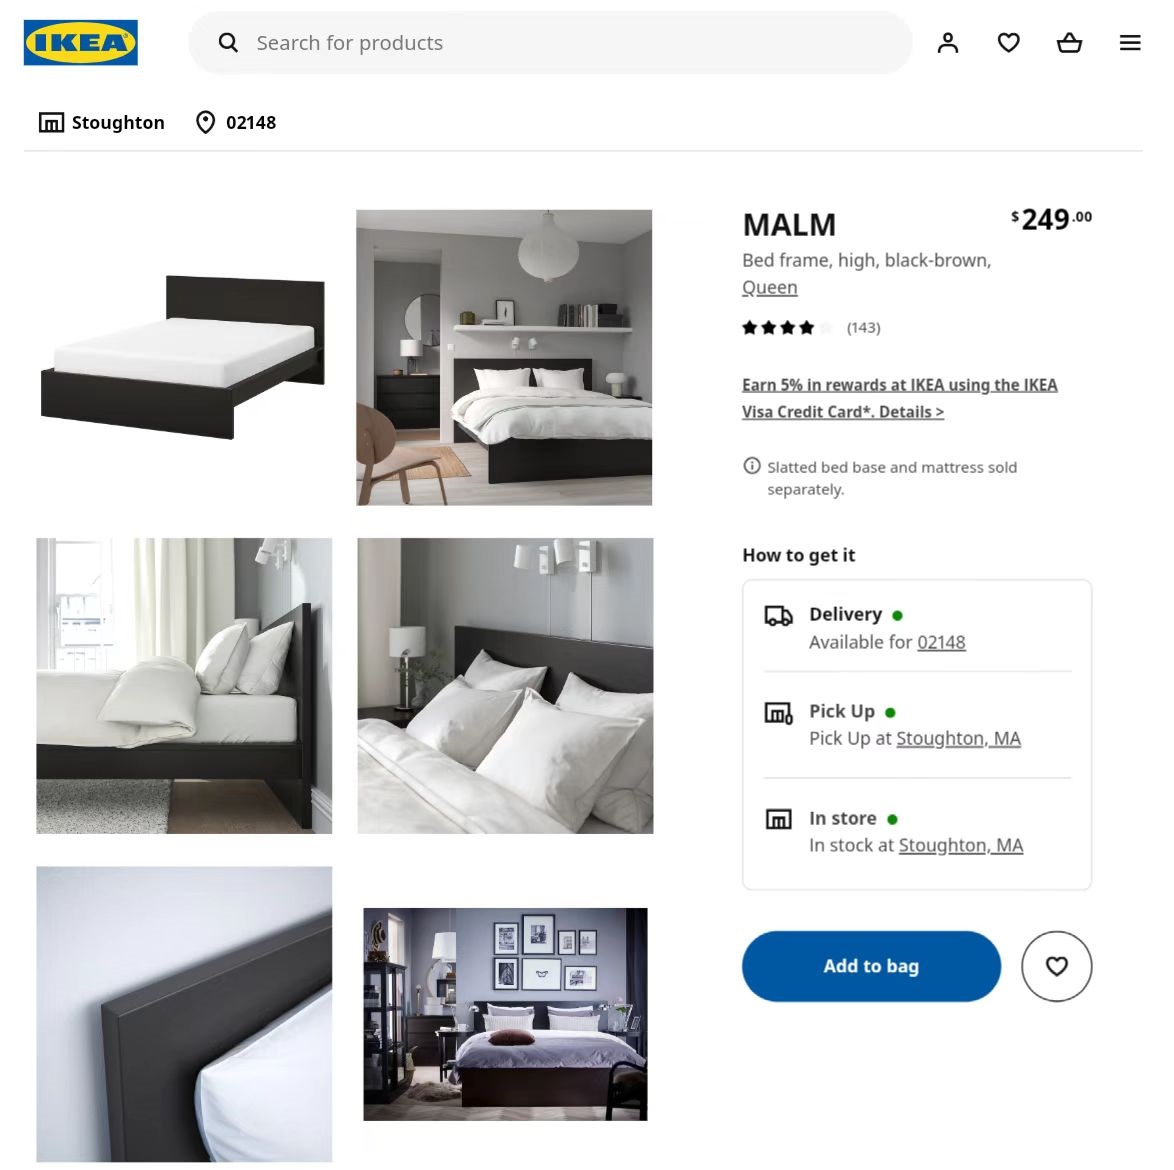 IKEA
Search for products
Stoughton
02148
MALM
$249.00
Bed frame, high, black-brown,
Queen
(143)
Earn 5% in rewards at IKEA using the IKEA
Visa Credit Card*. Details >
Slatted bed base and mattress sold
separately.
How to get it
Delivery
Available for 02148
Pick Up
Pick Up at Stoughton, MA
In store
In stock at Stoughton, MA
Add to bag